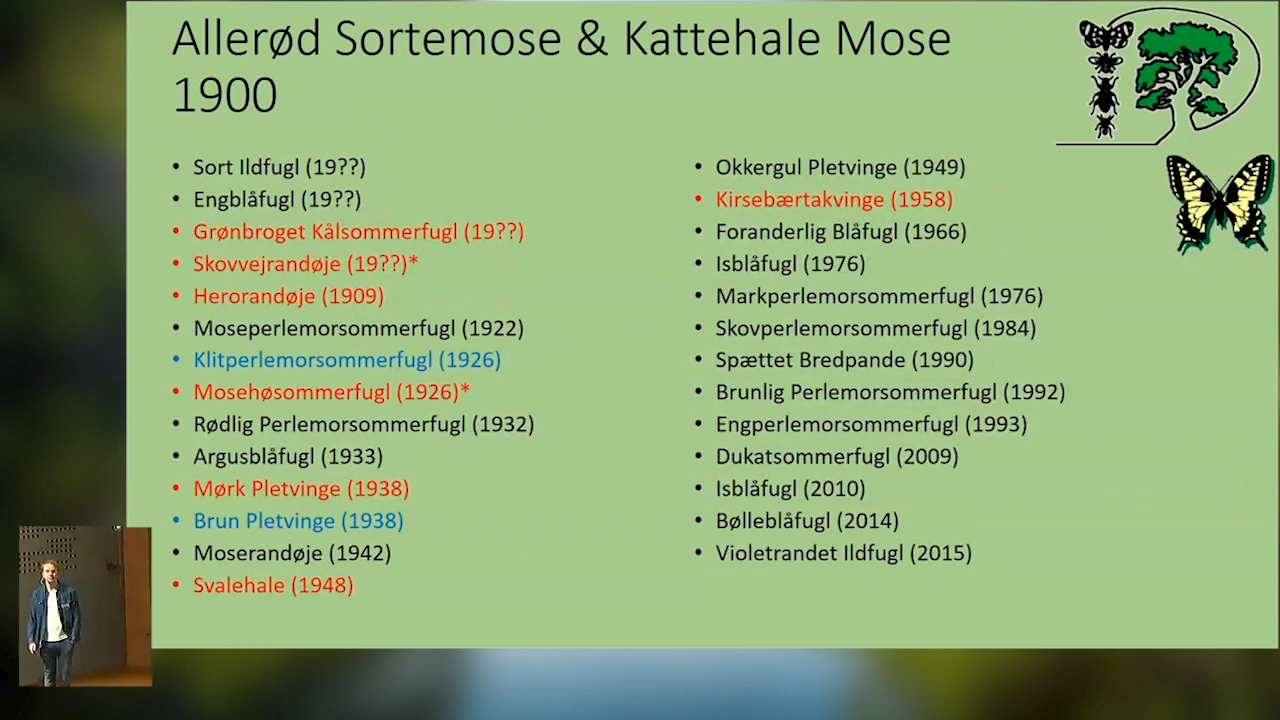 Allerød Sortemose & Kattehale Mose
1900
• Sort Ildfugl (19??)
• Engblåfugl (19??)
• Grønbroget Kålsommerfugl (19??)
• Skovvejrandøje (19??)*
• Herorandøje (1909)
• Moseperlemorsommerfugl (1922)
• Klitperlemorsommerfugl (1926)
• Mosehøsommerfugl (1926)*
• Rødlig Perlemorsommerfugl (1932)
• Argusblåfugl (1933)
• Mørk Pletvinge (1938)
• Brun Pletvinge (1938)
• Moserandøje (1942)
• Svalehale (1948)
• Okkergul Pletvinge (1949)
• Kirsebærtakvinge (1958)
• Foranderlig Blåfugl (1966)
• Isblåfugl (1976)
• Markperlemorsommerfugl (1976)
• Skovperlemorsommerfugl (1984)
• Spættet Bredpande (1990)
• Brunlig Perlemorsommerfugl (1992)
• Engperlemorsommerfugl (1993)
• Dukatsommerfugl (2009)
• Isblåfugl (2010)
• Bølleblåfugl (2014)
• Violetrandet Ildfugl (2015)